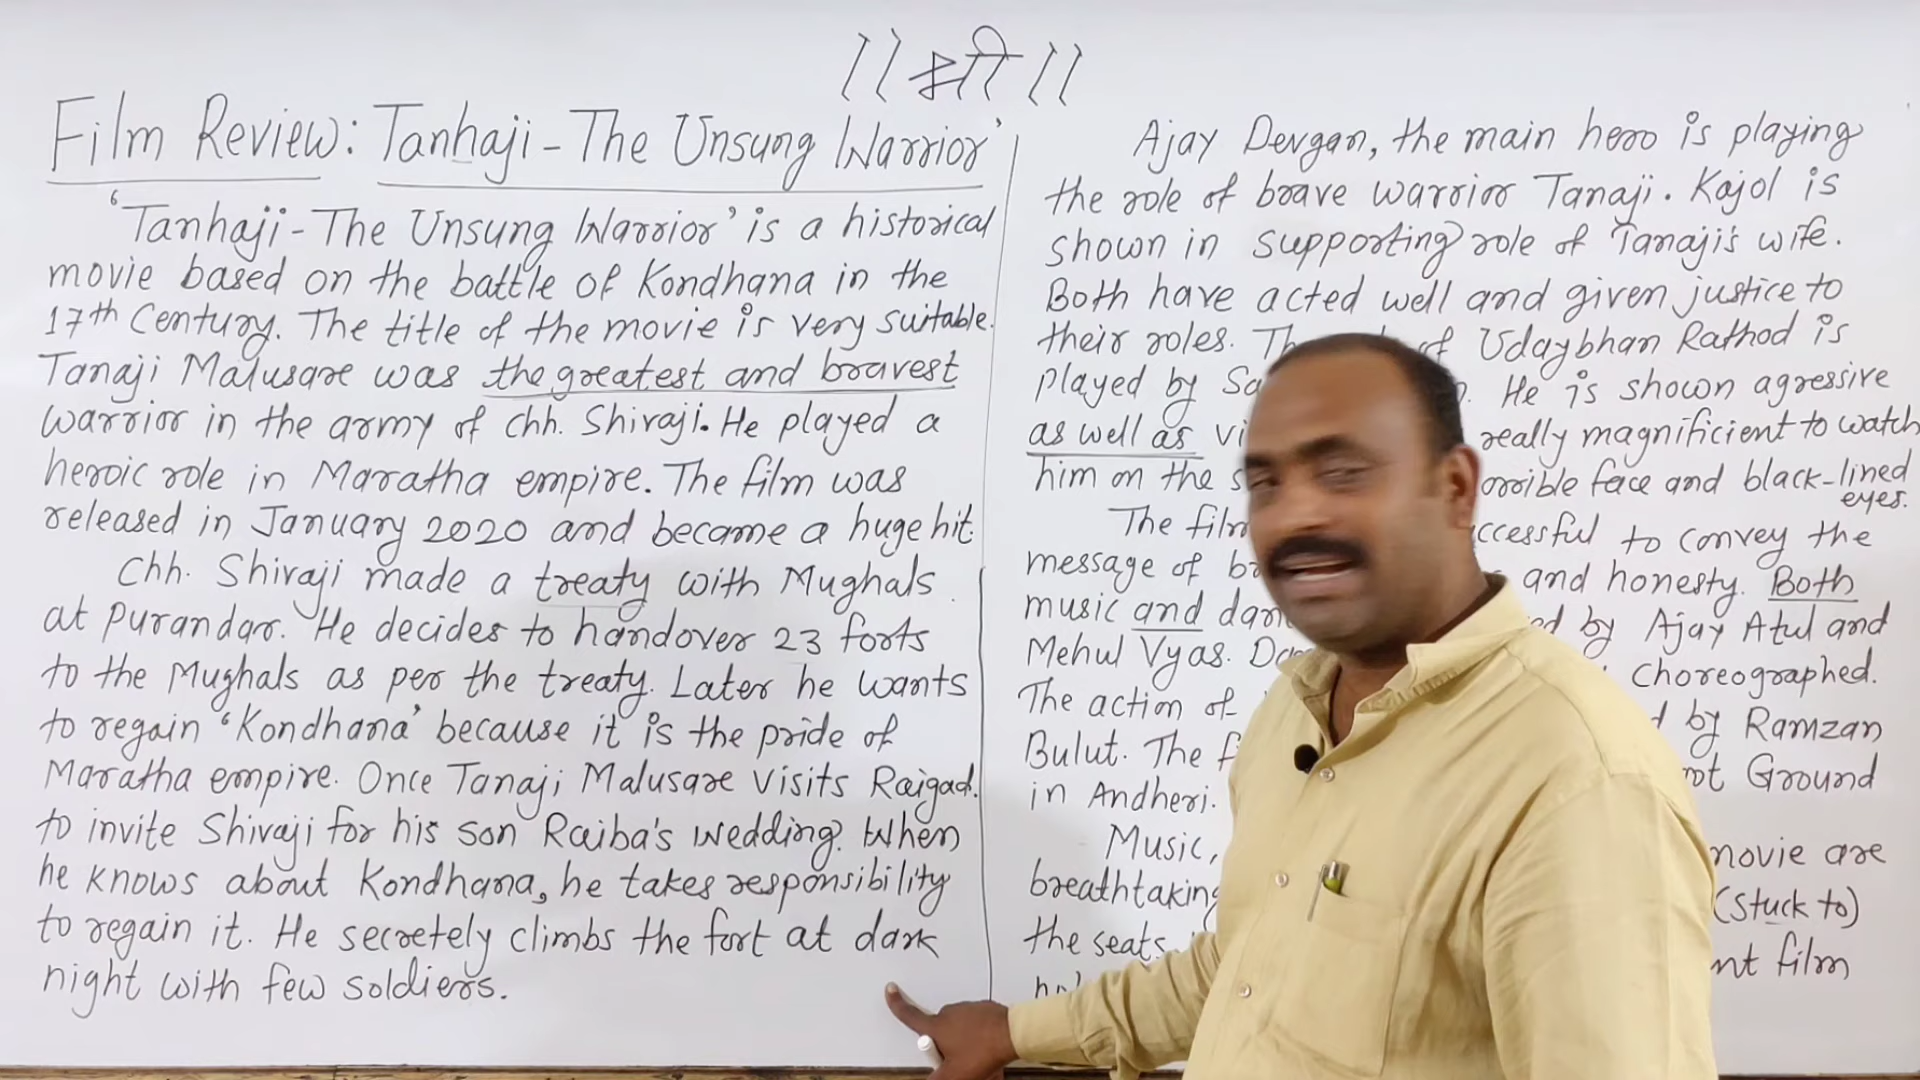 ।। श्री ।।
Film Review: Tanhaji - The Unsung Warrior'
'Tanhaji - The Unsung Warrior' is a historical
movie based on the battle of Kondhana in the
17th Century. The title of the movie is very suitable.
Tanaji Malusare was the greatest and bravest
warrior in the army of chh. Shivaji. He played a
heroic role in Maratha empire. The film was
released in January 2020 and became a huge hit.
Chh. Shivaji made a treaty with Mughals
at Purandar. He decides to handover 23 forts
to the Mughals as per the treaty. Later he wants
to regain 'Kondhana' because it is the pride of
Maratha empire. Once Tanaji Malusare visits Raigad.
to invite Shivaji for his son Raiba's wedding. When
he knows about Kondhana, he takes responsibility
to regain it. He secretely climbs the fort at dark
night with few soldiers.
Ajay Devgan, the main hero is playing
the role of brave warrior Tanaji. Kajol is
shown in supporting role of Tanaji's wife.
Both have acted well and given justice to
their roles. Udaybhan Rathod is
played by He is shown agressive
as well as really magnificient to watch
him on the face and black-lined
eyes.
The to convey the
message of and honesty. Both
music and by Ajay Atul and
Mehul Vyas. choreographed.
The action of by Ramzan
Bulut. The Ground
in Andheri.
Music, movie are
breathtaking (stuck to)
the seats. film